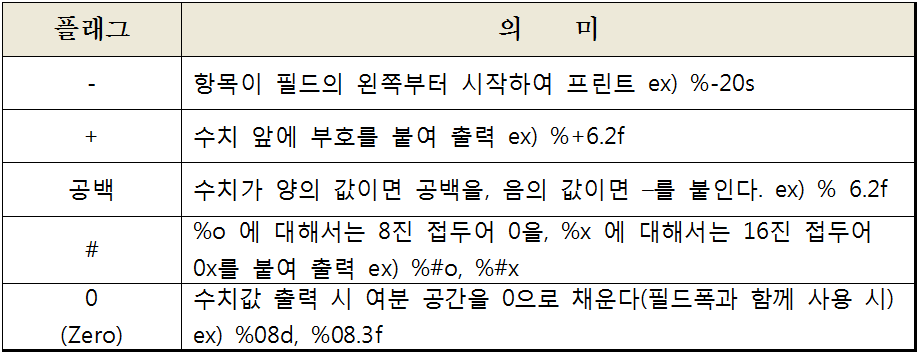 플래그 의 미
- 항목이 필드의 왼쪽부터 시작하여 프린트 ex) %-20s
+ 수치 앞에 부호를 붙여 출력 ex) %+6.2f
공백 수치가 양의 값이면 공백을, 음의 값이면 –를 붙인다. ex) % 6.2f
# %o 에 대해서는 8진 접두어 0을, %x 에 대해서는 16진 접두어
0x를 붙여 출력 ex) %#o, %#x
0 수치값 출력 시 여분 공간을 0으로 채운다(필드폭과 함께 사용 시)
(Zero) ex) %08d, %08.3f